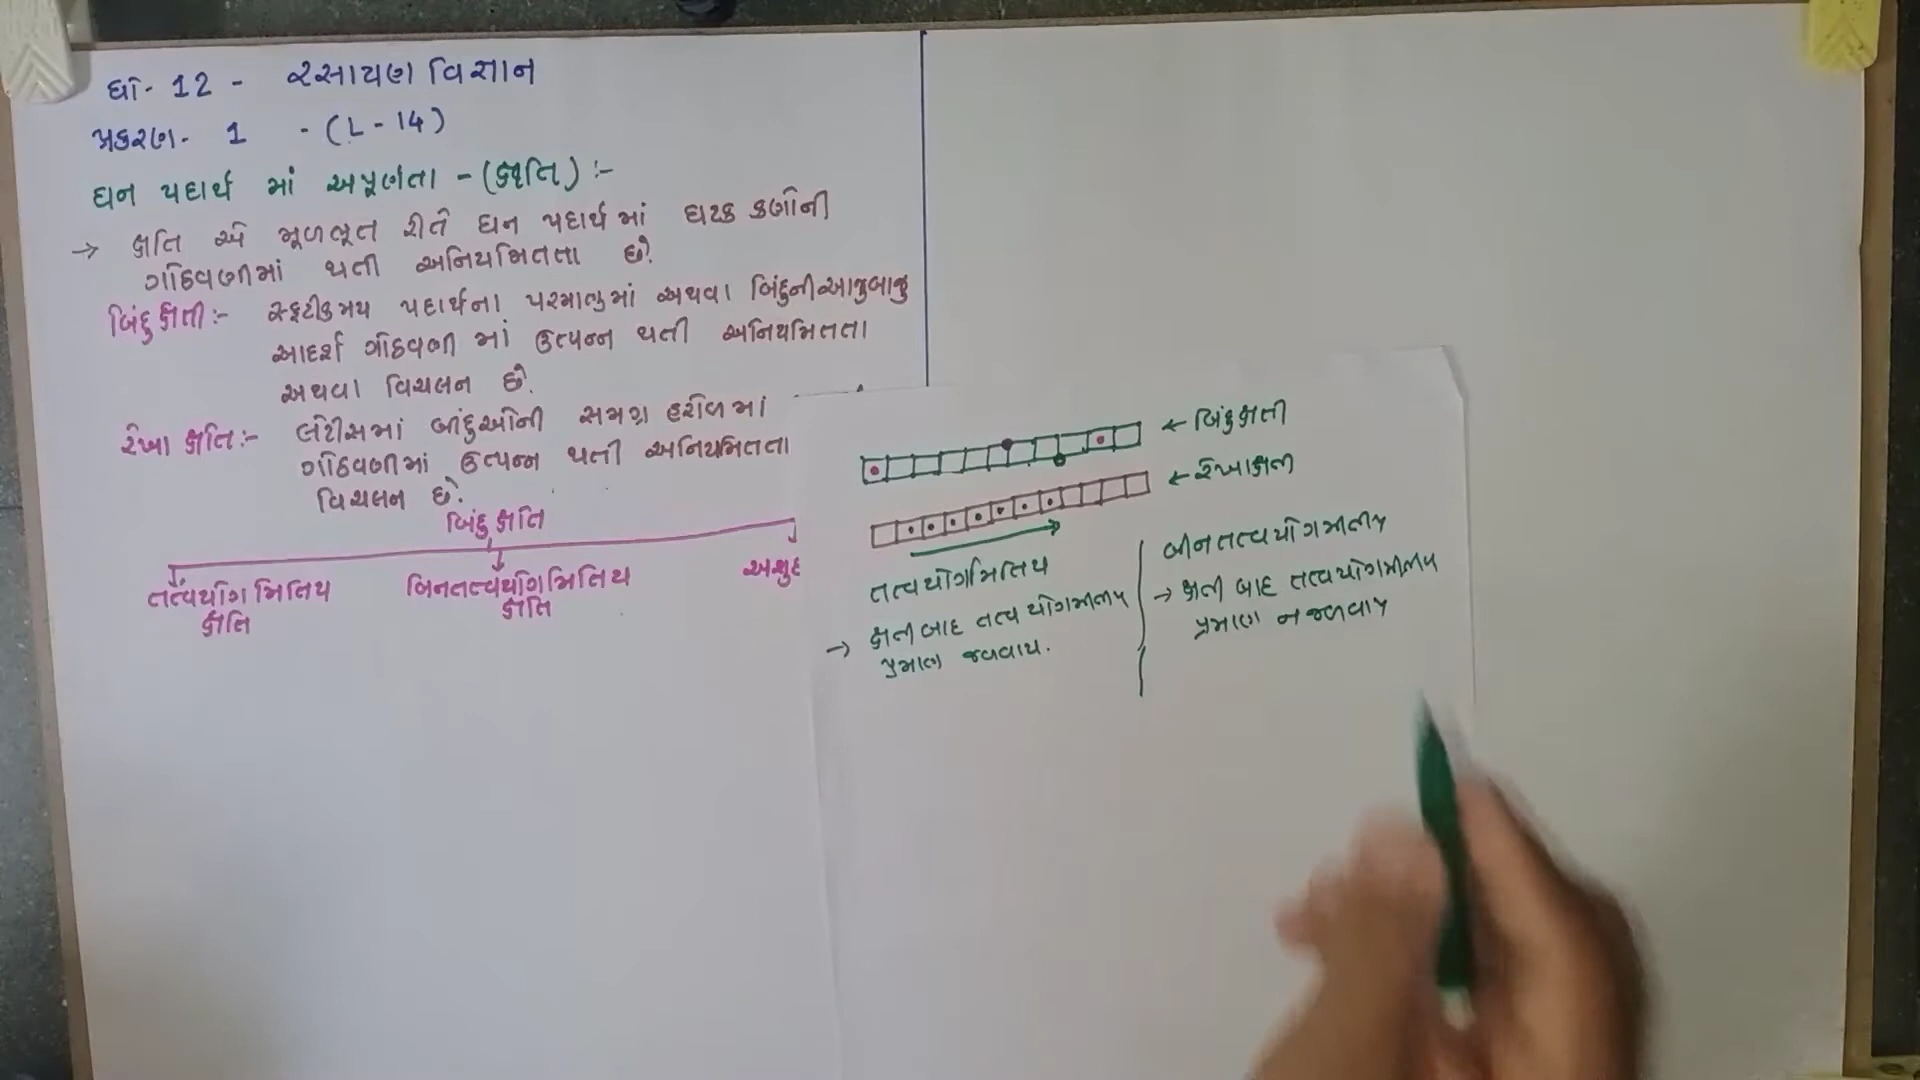 ધો- 12 - રસાયણ વિજ્ઞાન
પ્રકરણ- 1 - (L - 14)
ઘન પદાર્થ માં અપૂર્ણતા - (ક્ષતિ) :-
→ ક્ષતિ એ મૂળભૂત રીતે ઘન પદાર્થ માં ઘટક કણોની
ગોઠવણીમાં થતી અનિયમિતતા છે.
બિંદુ ક્ષતી :- સ્ફટીકમય પદાર્થના પરમાણુમાં અથવા બિંદુની આજુબાજુ
આદર્શ ગોઠવણી માં ઉત્પન્ન થતી અનિયમિતતા
અથવા વિચલન છે.
રેખા ક્ષતિ :- લેટીસમાં બીંદુઓની સમગ્ર હરોળ માં
ગોઠવણીમાં ઉત્પન્ન થતી અનિયમિતતા
વિચલન છે.
બિંદુ ક્ષતિ
તત્વયોગમિતિય ક્ષતિ
બિનતત્વયોગમિતિય ક્ષતિ
અશુદ
← બિંદુક્ષતી
← રેખાક્ષતી
તત્વયોગમિતિય
→ ક્ષતી બાદ તત્વ યોગમીતીય
પ્રમાણ જળવાય.
બીનતત્વયોગમીતીય
→ ક્ષતી બાદ તત્વયોગમીતીય
પ્રમાણ ન જળવાય